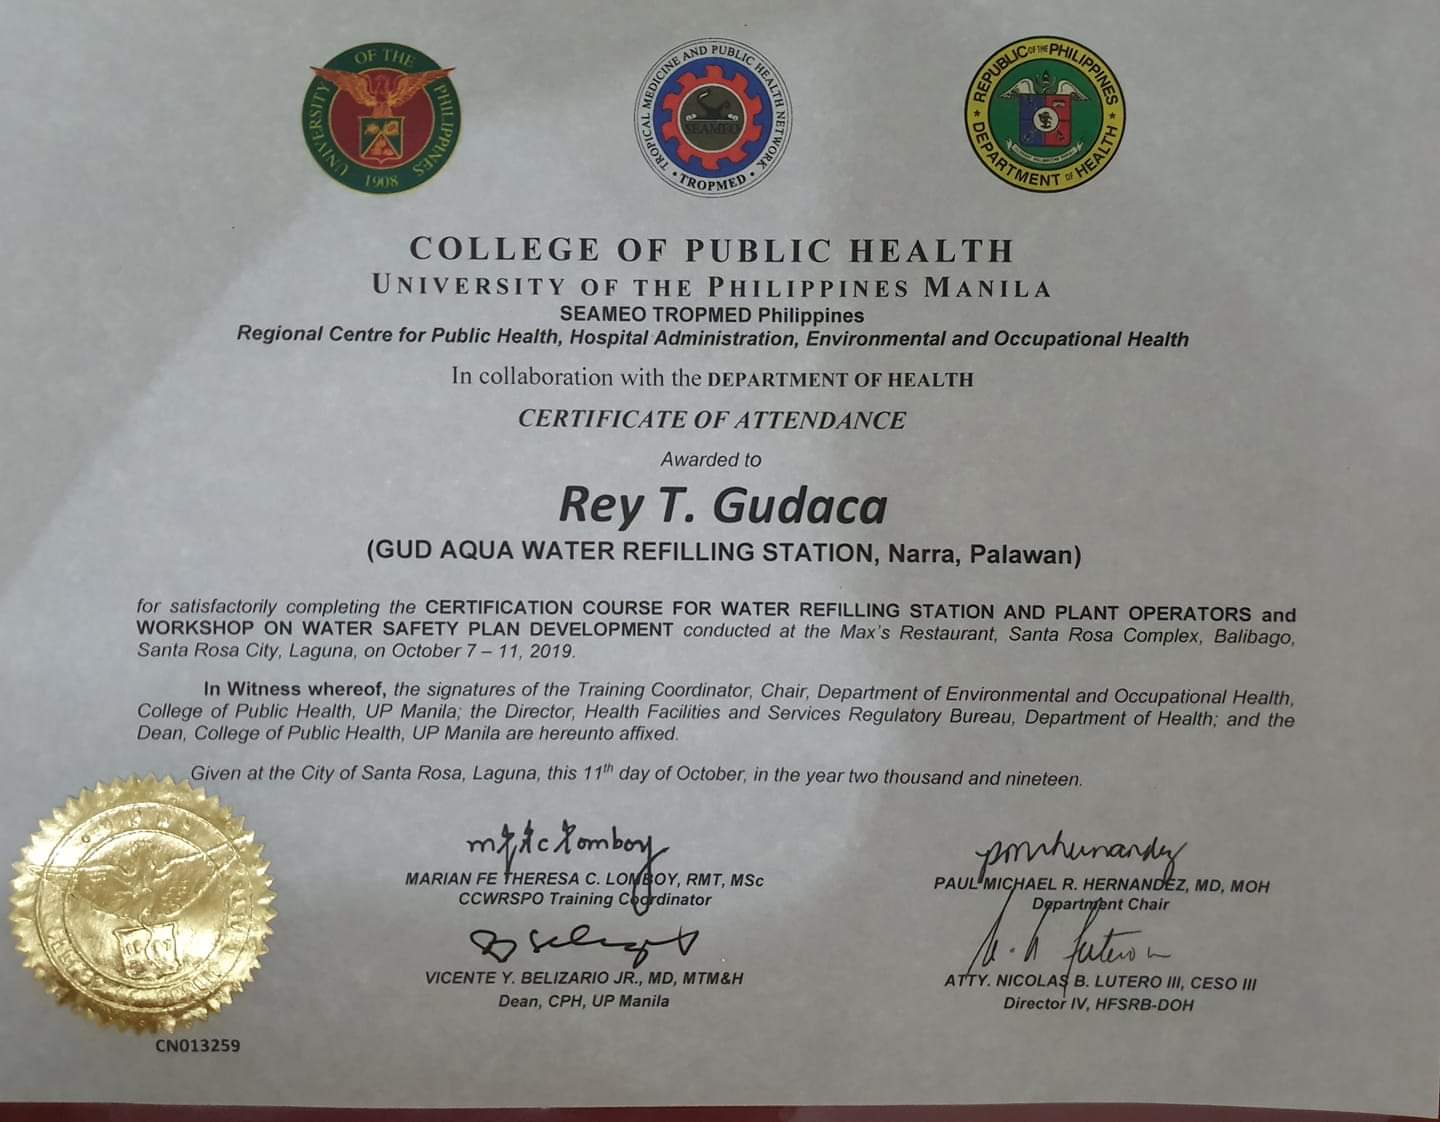 UNIVERSITY OF THE PHILIPPINES
1908
TROPICAL MEDICINE AND PUBLIC HEALTH NETWORK
SEAMEO
• TROPMED •
REPUBLIC OF THE PHILIPPINES
DEPARTMENT OF HEALTH
COLLEGE OF PUBLIC HEALTH
UNIVERSITY OF THE PHILIPPINES MANILA
SEAMEO TROPMED Philippines
Regional Centre for Public Health, Hospital Administration, Environmental and Occupational Health
In collaboration with the DEPARTMENT OF HEALTH
CERTIFICATE OF ATTENDANCE
Awarded to
Rey T. Gudaca
(GUD AQUA WATER REFILLING STATION, Narra, Palawan)
for satisfactorily completing the CERTIFICATION COURSE FOR WATER REFILLING STATION AND PLANT OPERATORS and
WORKSHOP ON WATER SAFETY PLAN DEVELOPMENT conducted at the Max's Restaurant, Santa Rosa Complex, Balibago,
Santa Rosa City, Laguna, on October 7 – 11, 2019.
In Witness whereof, the signatures of the Training Coordinator, Chair, Department of Environmental and Occupational Health,
College of Public Health, UP Manila; the Director, Health Facilities and Services Regulatory Bureau, Department of Health; and the
Dean, College of Public Health, UP Manila are hereunto affixed.
Given at the City of Santa Rosa, Laguna, this 11th day of October, in the year two thousand and nineteen.
MARIAN FE THERESA C. LOMBOY, RMT, MSc
CCWRSPO Training Coordinator
PAUL MICHAEL R. HERNANDEZ, MD, MOH
Department Chair
VICENTE Y. BELIZARIO JR., MD, MTM&H
Dean, CPH, UP Manila
ATTY. NICOLAS B. LUTERO III, CESO III
Director IV, HFSRB-DOH
CN013259